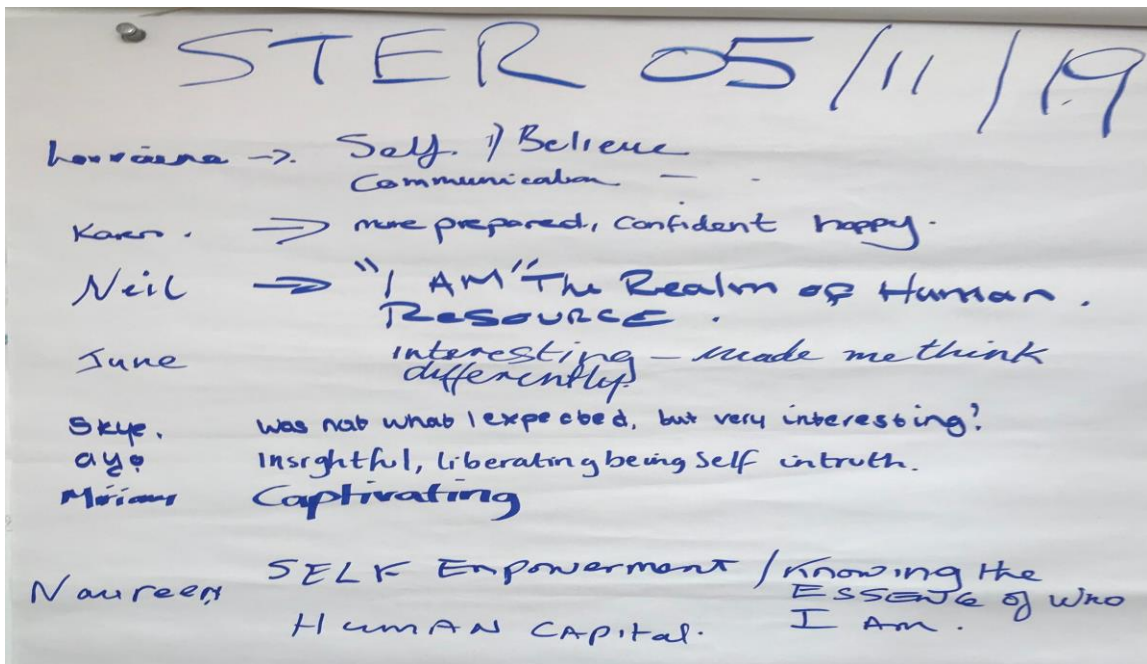 STER 05/11/19
Lorraine → Self. 1) Believe
Communication. - -
Karen. ⇒ more prepared, confident happy.
Neil ⇒ "I AM" The Realm of Human.
RESOURCE.
June interesting - made me think
differently.
Skye. was not what I expected, but very interesting!
ayo Insightful, liberating being Self in truth.
Miriam Captivating
Naureen SELF Empowerment / Knowing the
ESSENCE of WHO
HUMAN CAPITAL. I Am.